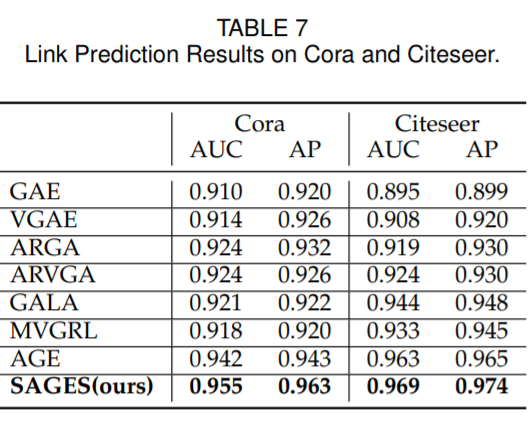 TABLE 7
Link Prediction Results on Cora and Citeseer.
Cora Citeseer
AUC AP AUC AP
GAE 0.910 0.920 0.895 0.899
VGAE 0.914 0.926 0.908 0.920
ARGA 0.924 0.932 0.919 0.930
ARVGA 0.924 0.926 0.924 0.930
GALA 0.921 0.922 0.944 0.948
MVGRL 0.918 0.920 0.933 0.945
AGE 0.942 0.943 0.963 0.965
SAGES(ours) 0.955 0.963 0.969 0.974